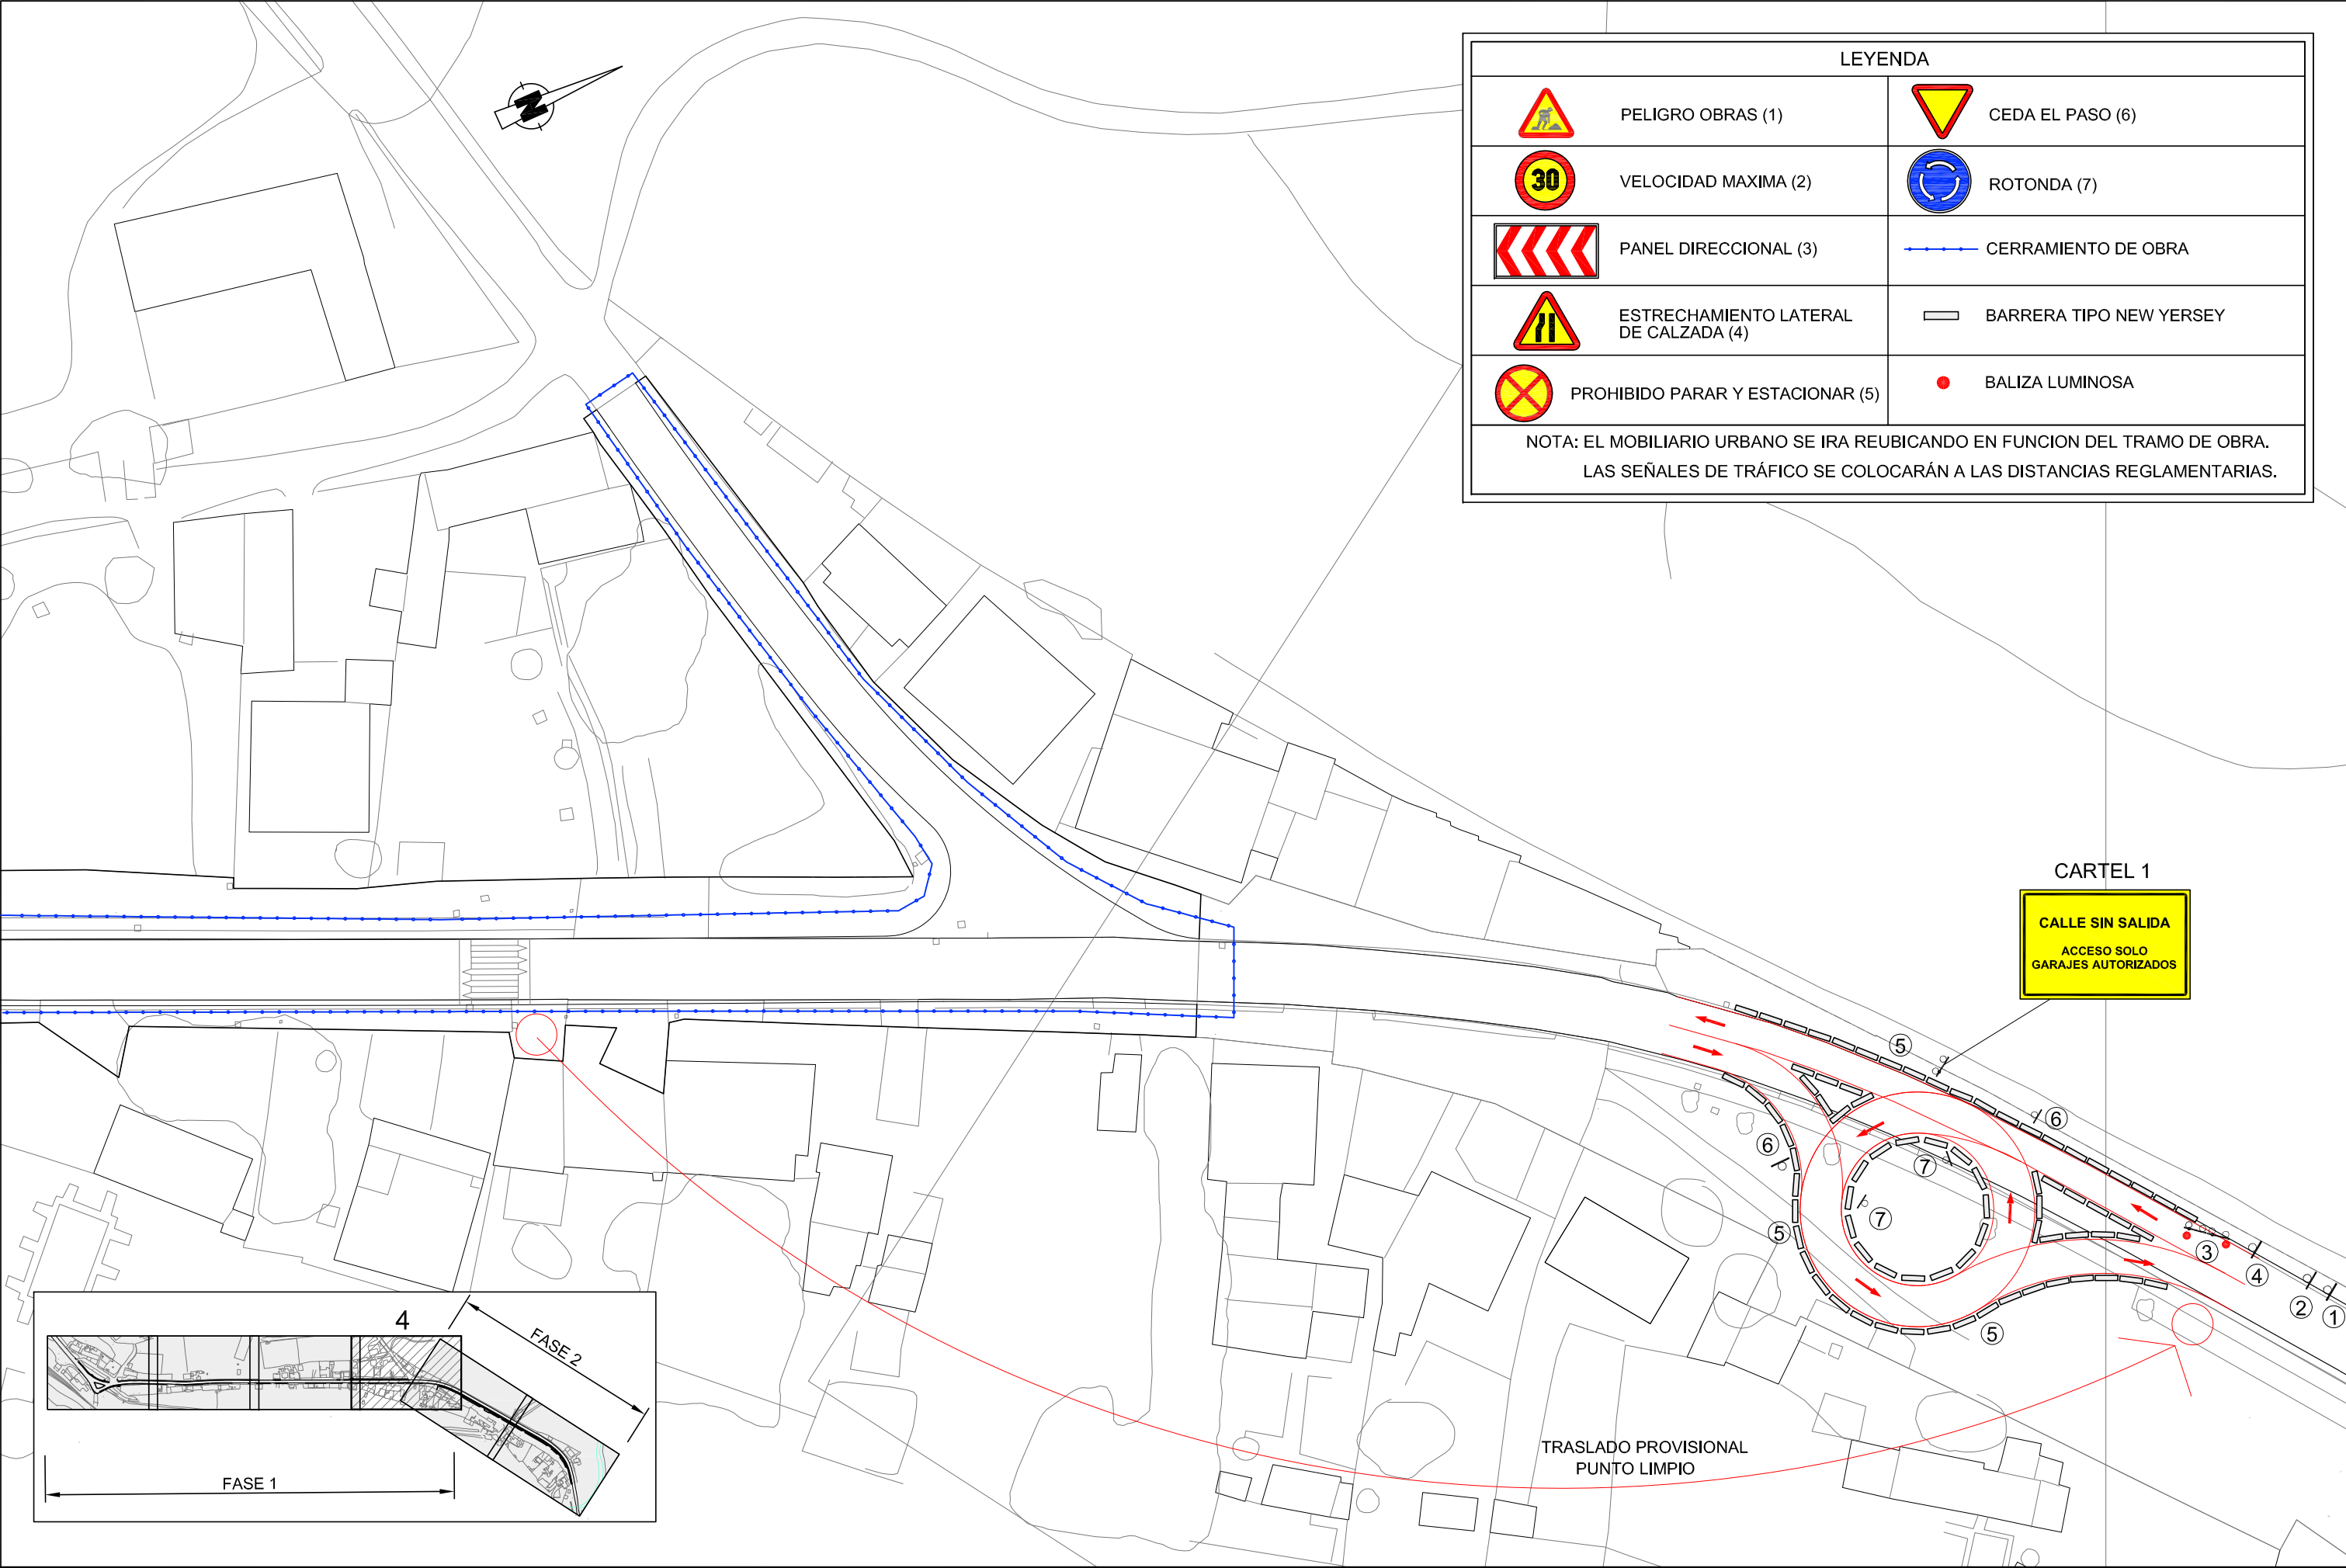 N
LEYENDA
PELIGRO OBRAS (1)
CEDA EL PASO (6)
30
VELOCIDAD MAXIMA (2)
ROTONDA (7)
PANEL DIRECCIONAL (3)
CERRAMIENTO DE OBRA
ESTRECHAMIENTO LATERAL
DE CALZADA (4)
BARRERA TIPO NEW YERSEY
PROHIBIDO PARAR Y ESTACIONAR (5)
BALIZA LUMINOSA
NOTA: EL MOBILIARIO URBANO SE IRA REUBICANDO EN FUNCION DEL TRAMO DE OBRA.
LAS SEÑALES DE TRÁFICO SE COLOCARÁN A LAS DISTANCIAS REGLAMENTARIAS.
CARTEL 1
CALLE SIN SALIDA
ACCESO SOLO
GARAJES AUTORIZADOS
5
6
6
7
7
5
5
3
4
2
1
TRASLADO PROVISIONAL
PUNTO LIMPIO
4
FASE 2
FASE 1